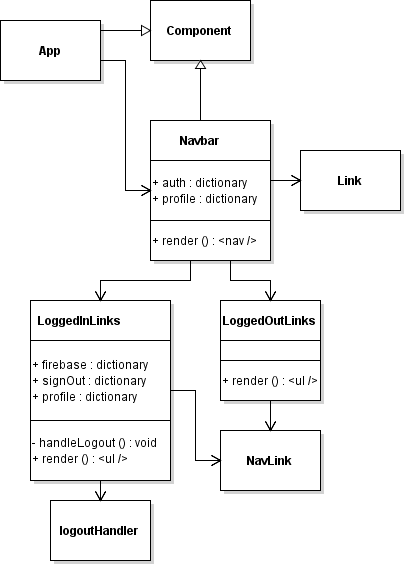 Component
App
Navbar
+ auth : dictionary
+ profile : dictionary
+ render () : <nav />
Link
LoggedInLinks
+ firebase : dictionary
+ signOut : dictionary
+ profile : dictionary
- handleLogout () : void
+ render () : <ul />
LoggedOutLinks
+ render () : <ul />
NavLink
logoutHandler